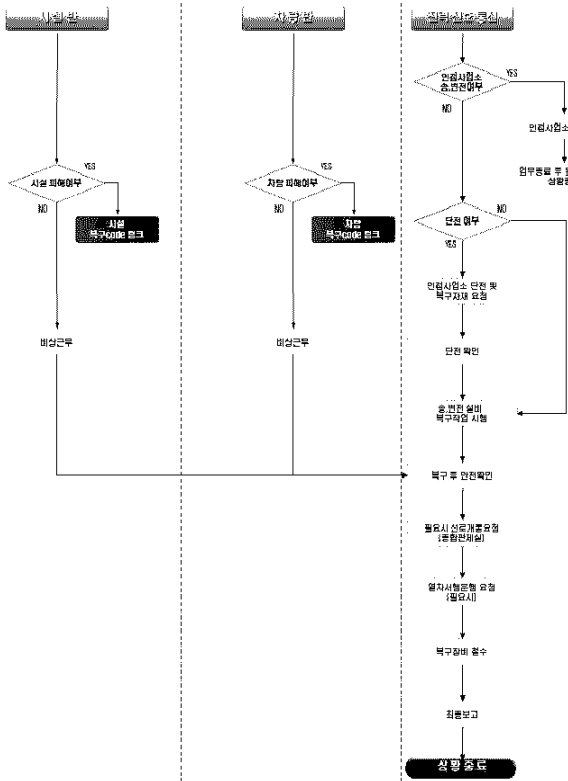 시설반
차량반
전력·신호통신
인접사업소
송,변전여부
YES
NO
인접사업소
업무종료 후
YES
시설 피해여부
NO
시설
복구code 링크
YES
차량 피해여부
NO
차량
복구code 링크
NO
단전 여부
YES
인접사업소 단전 및
복구자재 요청
비상근무
비상근무
단전 확인
송,변전 설비
복구작업 시행
복구 후 안전확인
필요시 선로개통요청
(종합관제실)
열차서행운행 요청
(필요시)
복구장비 철수
최종보고
상황종료